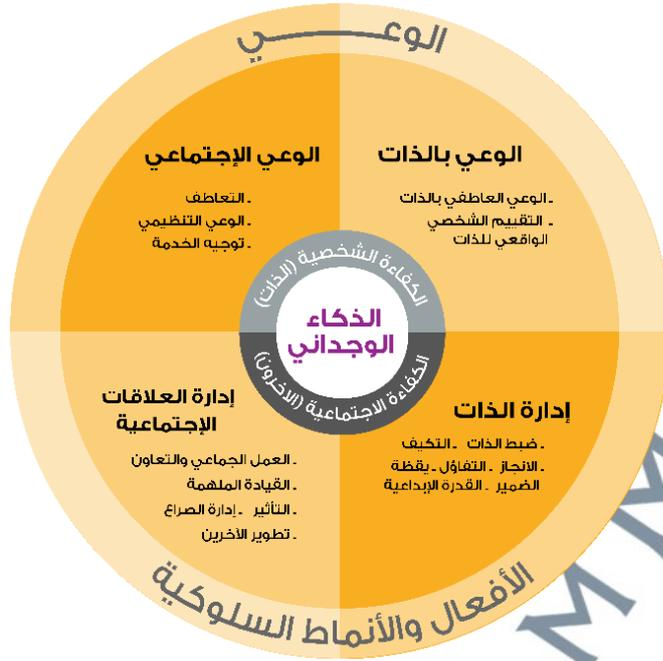 الوعـــــــي
الوعي بالذات
ـ الوعي العاطفي بالذات
ـ التقييم الشخصي
الواقعي للذات
الوعي الإجتماعي
ـ التعاطف
ـ الوعي التنظيمي
ـ توجيه الخدمة
الكفاءة الشخصية (الذات)
الذكاء
الوجداني
الكفاءة الاجتماعية (الآخرون)
إدارة الذات
ـ ضبط الذات ـ التكيف
ـ الانجاز ـ التفاؤل ـ يقظة
الضمير ـ القدرة الإبداعية
إدارة العلاقات
الإجتماعية
ـ العمل الجماعي والتعاون
ـ القيادة الملهمة
ـ التأثير ـ إدارة الصراع
ـ تطوير الآخرين
الأفعال والأنماط السلوكية